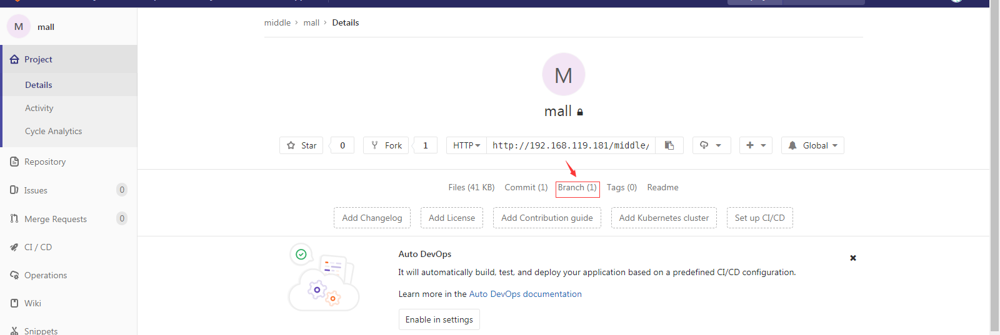 M mall
Project
Details
Activity
Cycle Analytics
Repository
Issues 0
Merge Requests 0
CI / CD
Operations
Wiki
Snippets
middle › mall › Details
M
mall
Star 0 Fork 1 HTTP http://192.168.119.181/middle/ Global
Files (41 KB) Commit (1) Branch (1) Tags (0) Readme
Add Changelog Add License Add Contribution guide Add Kubernetes cluster Set up CI/CD
Auto DevOps
It will automatically build, test, and deploy your application based on a predefined CI/CD configuration.
Learn more in the Auto DevOps documentation
Enable in settings